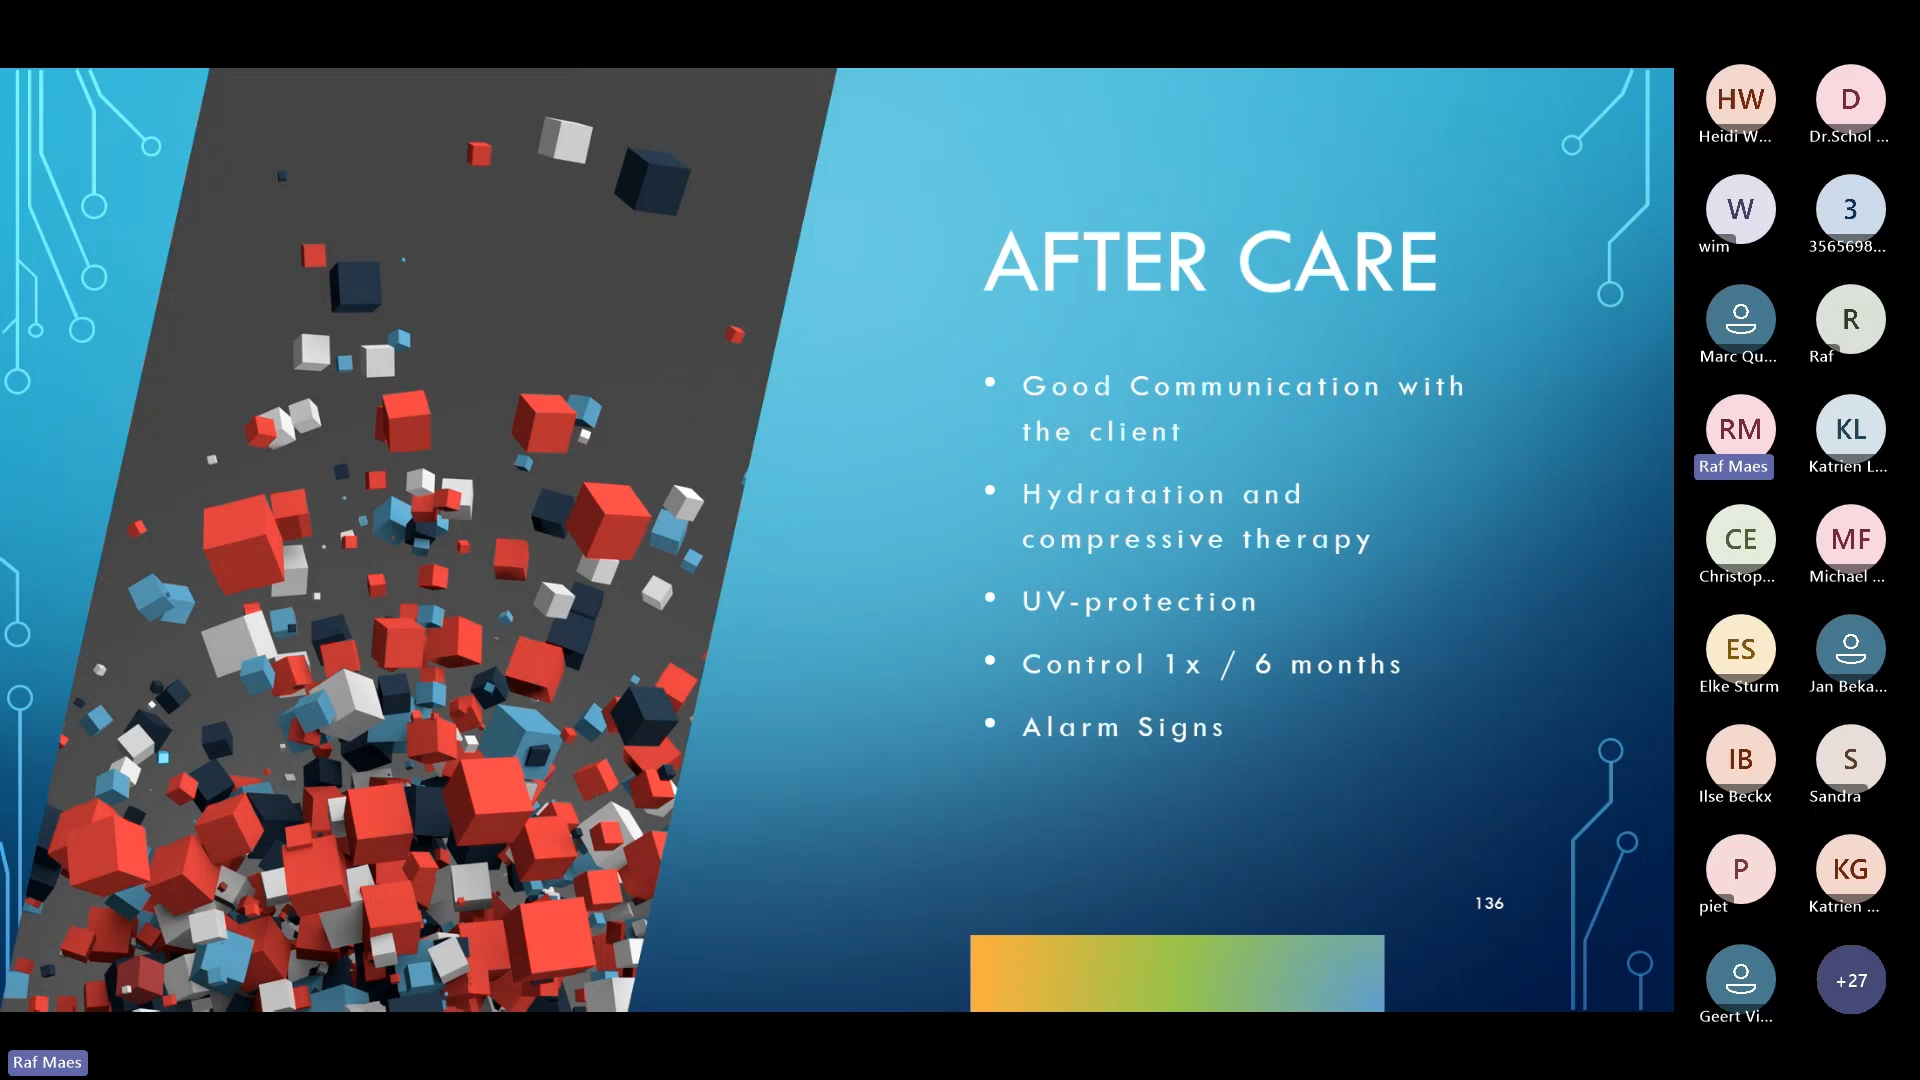 AFTER CARE
• Good Communication with
the client
• Hydratation and
compressive therapy
• UV-protection
• Control 1x / 6 months
• Alarm Signs
136
HW
Heidi W...
D
Dr.Schol ...
W
wim
3
3565698...
Marc Qu...
R
Raf
RM
Raf Maes
KL
Katrien L...
CE
Christop...
MF
Michael ...
ES
Elke Sturm
Jan Beka...
IB
Ilse Beckx
S
Sandra
P
piet
KG
Katrien ...
Geert Vi...
+27
Raf Maes